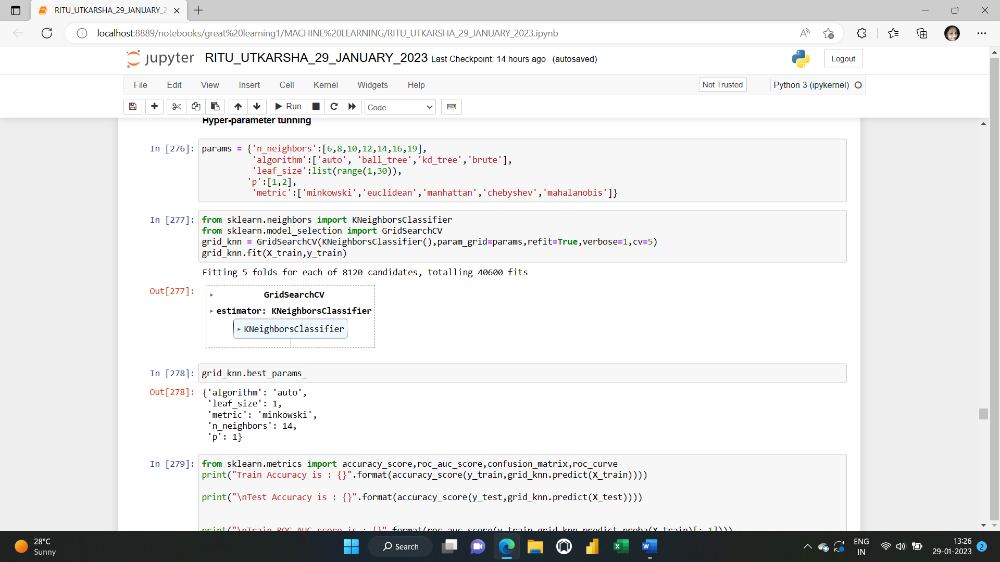 RITU_UTKARSHA_29_JANUARY_2
localhost:8889/notebooks/great%20learning1/MACHINE%20LEARNING/RITU_UTKARSHA_29_JANUARY_2023.ipynb
jupyter RITU_UTKARSHA_29_JANUARY_2023 Last Checkpoint: 14 hours ago (autosaved)
Logout
File Edit View Insert Cell Kernel Widgets Help
Not Trusted
Python 3 (ipykernel)
Run
Code
Hyper-parameter tunning
In [276]: params = {'n_neighbors':[6,8,10,12,14,16,19],
'algorithm':['auto', 'ball_tree','kd_tree','brute'],
'leaf_size':list(range(1,30)),
'p':[1,2],
'metric':['minkowski','euclidean','manhattan','chebyshev','mahalanobis']}
In [277]: from sklearn.neighbors import KNeighborsClassifier
from sklearn.model_selection import GridSearchCV
grid_knn = GridSearchCV(KNeighborsClassifier(),param_grid=params,refit=True,verbose=1,cv=5)
grid_knn.fit(X_train,y_train)
Fitting 5 folds for each of 8120 candidates, totalling 40600 fits
Out[277]:
GridSearchCV
estimator: KNeighborsClassifier
KNeighborsClassifier
In [278]: grid_knn.best_params_
Out[278]: {'algorithm': 'auto',
'leaf_size': 1,
'metric': 'minkowski',
'n_neighbors': 14,
'p': 1}
In [279]: from sklearn.metrics import accuracy_score,roc_auc_score,confusion_matrix,roc_curve
print("Train Accuracy is : {}".format(accuracy_score(y_train,grid_knn.predict(X_train))))
print("\nTest Accuracy is : {}".format(accuracy_score(y_test,grid_knn.predict(X_test))))
print("\nTrain ROC-AUC score is : {}".format(roc_auc_score(y_train,grid_knn.predict_proba(X_train)[:,1])))
28°C
Sunny
Search
ENG
IN
13:26
29-01-2023
2